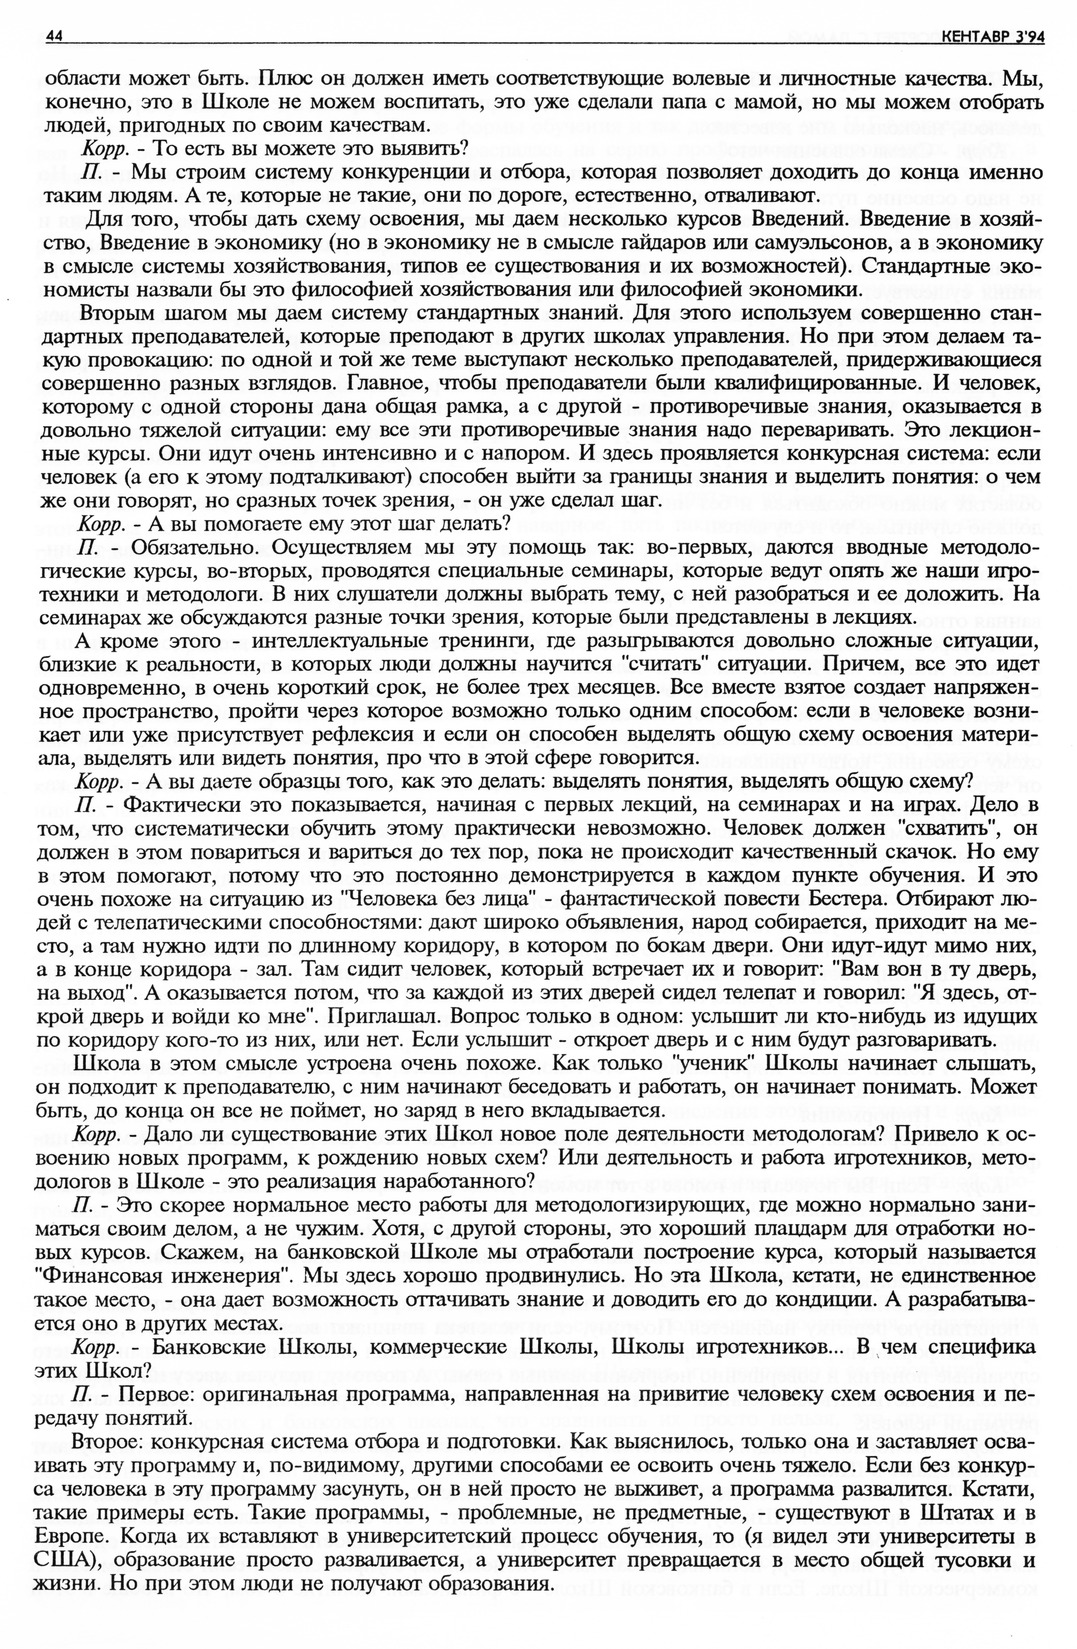 44 КЕНТАВР 3'94
области может быть. Плюс он должен иметь соответствующие волевые и личностные качества. Мы,
конечно, это в Школе не можем воспитать, это уже сделали папа с мамой, но мы можем отобрать
людей, пригодных по своим качествам.
Корр. - То есть вы можете это выявить?
П. - Мы строим систему конкуренции и отбора, которая позволяет доходить до конца именно
таким людям. А те, которые не такие, они по дороге, естественно, отваливают.
Для того, чтобы дать схему освоения, мы даем несколько курсов Введений. Введение в хозяй-
ство, Введение в экономику (но в экономику не в смысле гайдаров или самуэльсонов, а в экономику
в смысле системы хозяйствования, типов ее существования и их возможностей). Стандартные эко-
номисты назвали бы это философией хозяйствования или философией экономики.
Вторым шагом мы даем систему стандартных знаний. Для этого используем совершенно стан-
дартных преподавателей, которые преподают в других школах управления. Но при этом делаем та-
кую провокацию: по одной и той же теме выступают несколько преподавателей, придерживающиеся
совершенно разных взглядов. Главное, чтобы преподаватели были квалифицированные. И человек,
которому с одной стороны дана общая рамка, а с другой - противоречивые знания, оказывается в
довольно тяжелой ситуации: ему все эти противоречивые знания надо переваривать. Это лекцион-
ные курсы. Они идут очень интенсивно и с напором. И здесь проявляется конкурсная система: если
человек (а его к этому подталкивают) способен выйти за границы знания и выделить понятия: о чем
же они говорят, но сразных точек зрения, - он уже сделал шаг.
Корр. - А вы помогаете ему этот шаг делать?
П. - Обязательно. Осуществляем мы эту помощь так: во-первых, даются вводные методоло-
гические курсы, во-вторых, проводятся специальные семинары, которые ведут опять же наши игро-
техники и методологи. В них слушатели должны выбрать тему, с ней разобраться и ее доложить. На
семинарах же обсуждаются разные точки зрения, которые были представлены в лекциях.
А кроме этого - интеллектуальные тренинги, где разыгрываются довольно сложные ситуации,
близкие к реальности, в которых люди должны научится "считать" ситуации. Причем, все это идет
одновременно, в очень короткий срок, не более трех месяцев. Все вместе взятое создает напряжен-
ное пространство, пройти через которое возможно только одним способом: если в человеке возни-
кает или уже присутствует рефлексия и если он способен выделять общую схему освоения матери-
ала, выделять или видеть понятия, про что в этой сфере говорится.
Корр. - А вы даете образцы того, как это делать: выделять понятия, выделять общую схему?
П. - Фактически это показывается, начиная с первых лекций, на семинарах и на играх. Дело в
том, что систематически обучить этому практически невозможно. Человек должен "схватить", он
должен в этом повариться и вариться до тех пор, пока не происходит качественный скачок. Но ему
в этом помогают, потому что это постоянно демонстрируется в каждом пункте обучения. И это
очень похоже на ситуацию из "Человека без лица" - фантастической повести Бестера. Отбирают лю-
дей с телепатическими способностями: дают широко объявления, народ собирается, приходит на ме-
сто, а там нужно идти по длинному коридору, в котором по бокам двери. Они идут-идут мимо них,
а в конце коридора - зал. Там сидит человек, который встречает их и говорит: "Вам вон в ту дверь,
на выход". А оказывается потом, что за каждой из этих дверей сидел телепат и говорил: "Я здесь, от-
крой дверь и войди ко мне". Приглашал. Вопрос только в одном: услышит ли кто-нибудь из идущих
по коридору кого-то из них, или нет. Если услышит - откроет дверь и с ним будут разговаривать.
Школа в этом смысле устроена очень похоже. Как только "ученик" Школы начинает слышать,
он подходит к преподавателю, с ним начинают беседовать и работать, он начинает понимать. Может
быть, до конца он все не поймет, но заряд в него вкладывается.
Корр. - Дало ли существование этих Школ новое поле деятельности методологам? Привело к ос-
воению новых программ, к рождению новых схем? Или деятельность и работа игротехников, мето-
дологов в Школе - это реализация наработанного?
П. - Это скорее нормальное место работы для методологизирующих, где можно нормально зани-
маться своим делом, а не чужим. Хотя, с другой стороны, это хороший плацдарм для отработки но-
вых курсов. Скажем, на банковской Школе мы отработали построение курса, который называется
"Финансовая инженерия". Мы здесь хорошо продвинулись. Но эта Школа, кстати, не единственное
такое место, - она дает возможность оттачивать знание и доводить его до кондиции. А разрабатыва-
ется оно в других местах.
Корр. - Банковские Школы, коммерческие Школы, Школы игротехников... В чем специфика
этих Школ?
П. - Первое: оригинальная программа, направленная на привитие человеку схем освоения и пе-
редачу понятий.
Второе: конкурсная система отбора и подготовки. Как выяснилось, только она и заставляет осва-
ивать эту программу и, по-видимому, другими способами ее освоить очень тяжело. Если без конкур-
са человека в эту программу засунуть, он в ней просто не выживет, а программа развалится. Кстати,
такие примеры есть. Такие программы, - проблемные, не предметные, - существуют в Штатах и в
Европе. Когда их вставляют в университетский процесс обучения, то (я видел эти университеты в
США), образование просто разваливается, а университет превращается в место общей тусовки и
жизни. Но при этом люди не получают образования.